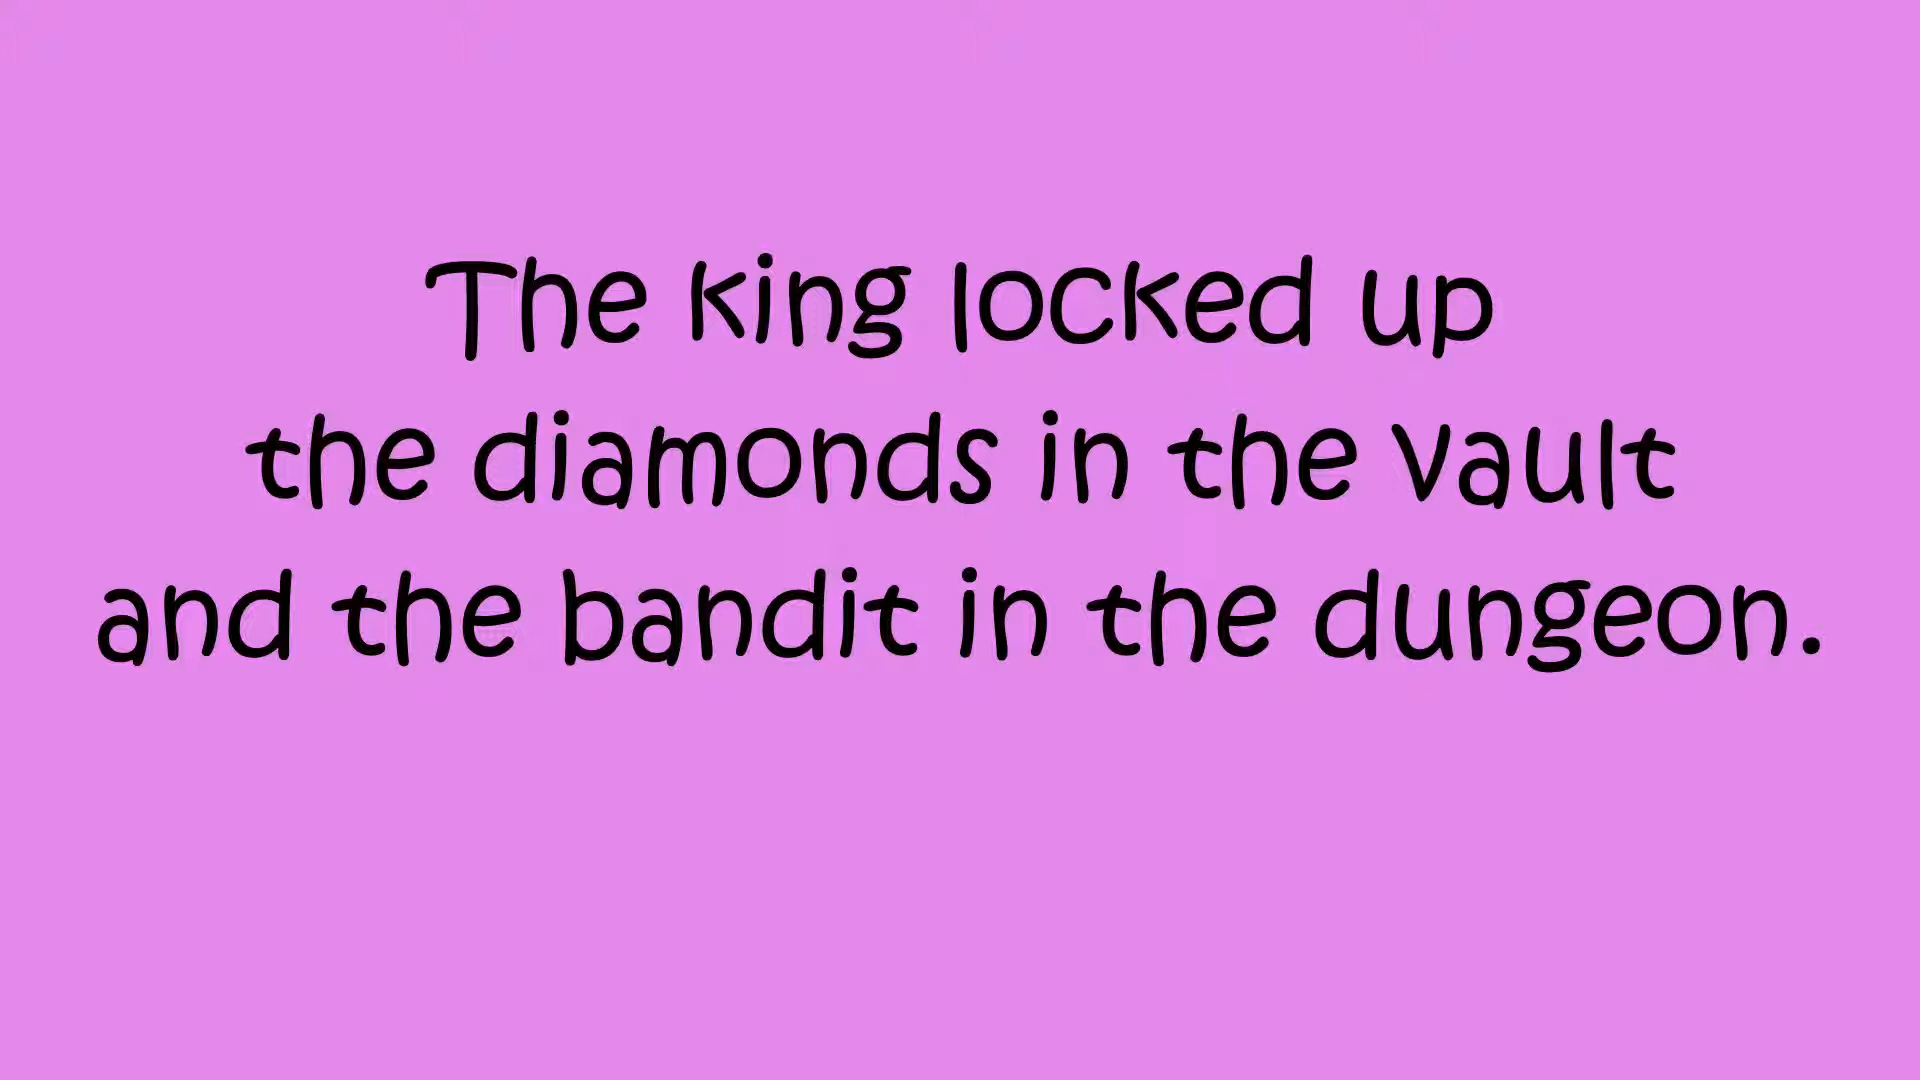 The king locked up
the diamonds in the vault
and the bandit in the dungeon.